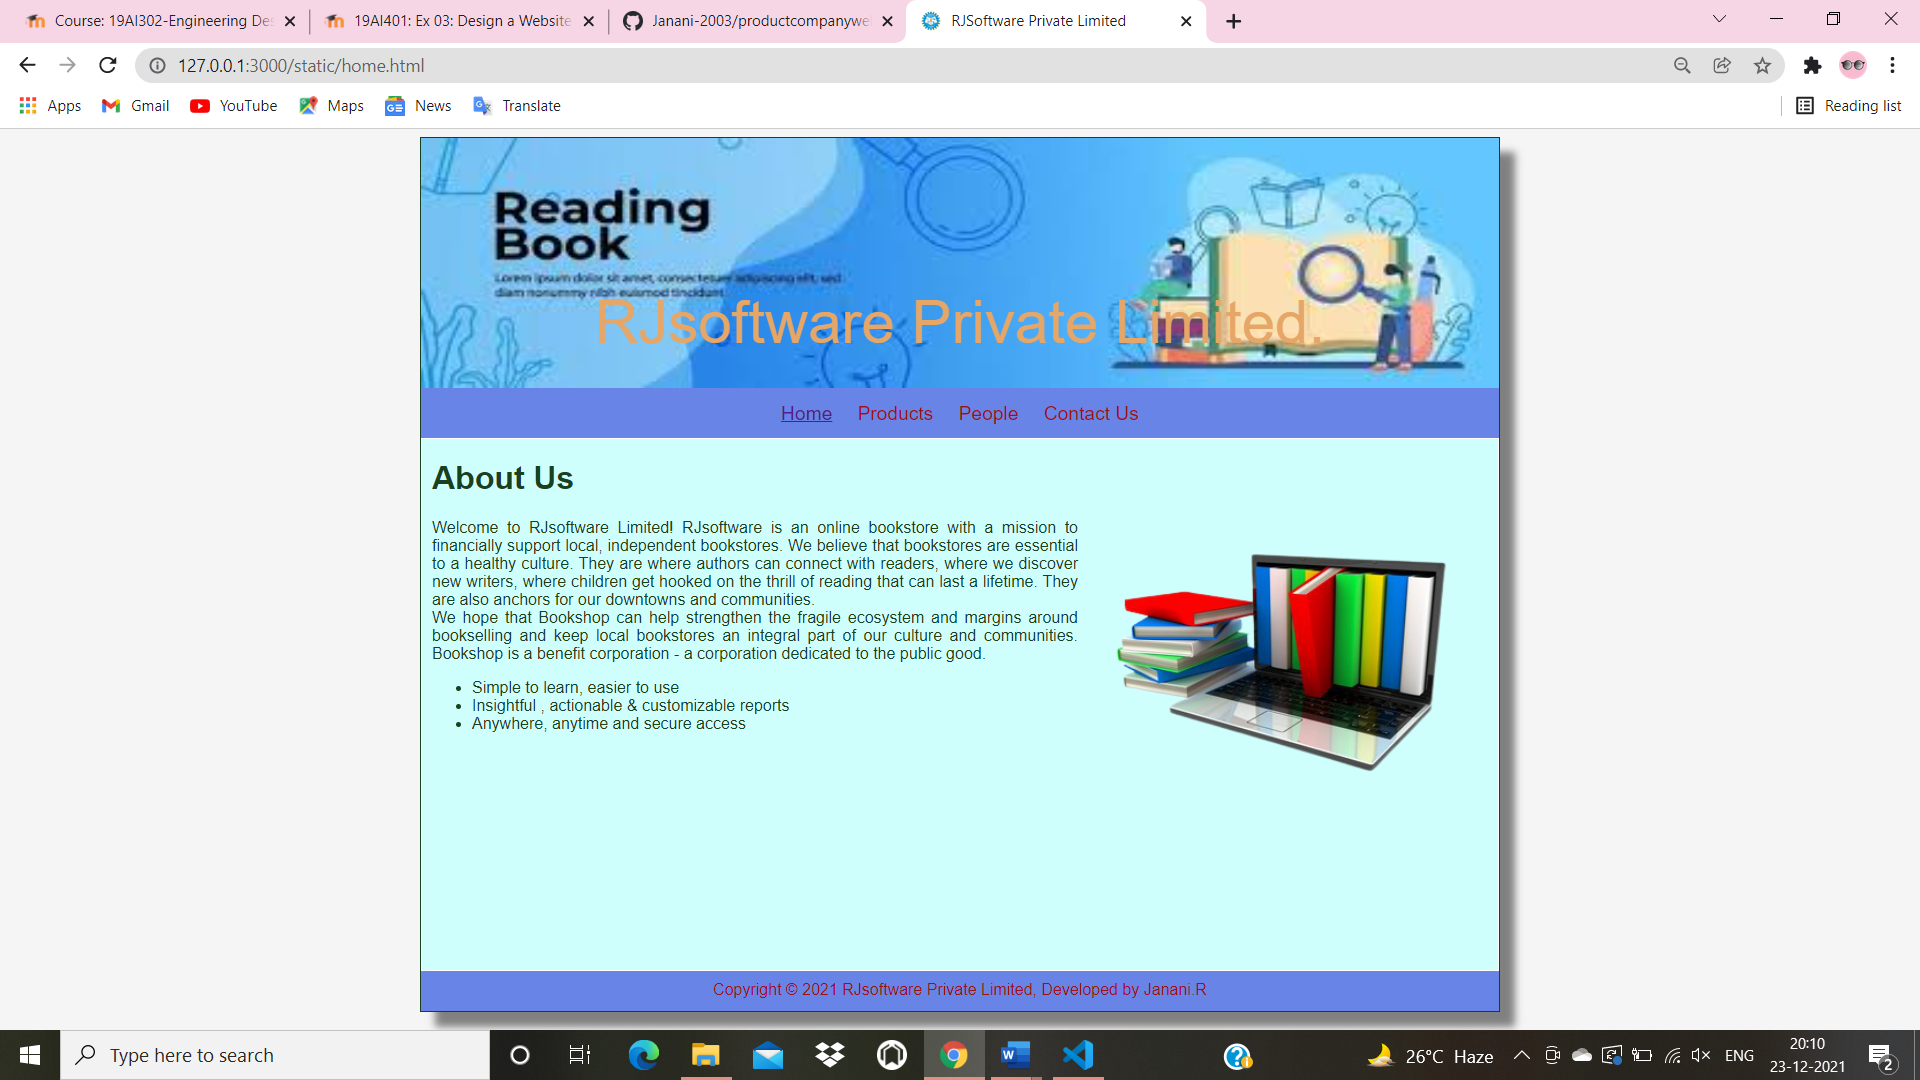 Course: 19AI302-Engineering De
19AI401: Ex 03: Design a Website
Janani-2003/productcompanywe
RJSoftware Private Limited
127.0.0.1:3000/static/home.html
Apps
Gmail
YouTube
Maps
News
Translate
Reading list
Reading
Book
Lorem ipsum dolor sit amet, consectetuer adipiscing elit, sed
diam nonummy nibh euismod tincidunt
RJsoftware Private Limited.
Home Products People Contact Us
About Us
Welcome to RJsoftware Limited! RJsoftware is an online bookstore with a mission to
financially support local, independent bookstores. We believe that bookstores are essential
to a healthy culture. They are where authors can connect with readers, where we discover
new writers, where children get hooked on the thrill of reading that can last a lifetime. They
are also anchors for our downtowns and communities.
We hope that Bookshop can help strengthen the fragile ecosystem and margins around
bookselling and keep local bookstores an integral part of our culture and communities.
Bookshop is a benefit corporation - a corporation dedicated to the public good.
• Simple to learn, easier to use
• Insightful , actionable & customizable reports
• Anywhere, anytime and secure access
Copyright © 2021 RJsoftware Private Limited, Developed by Janani.R
Type here to search
26°C Haze
ENG
20:10
23-12-2021
2